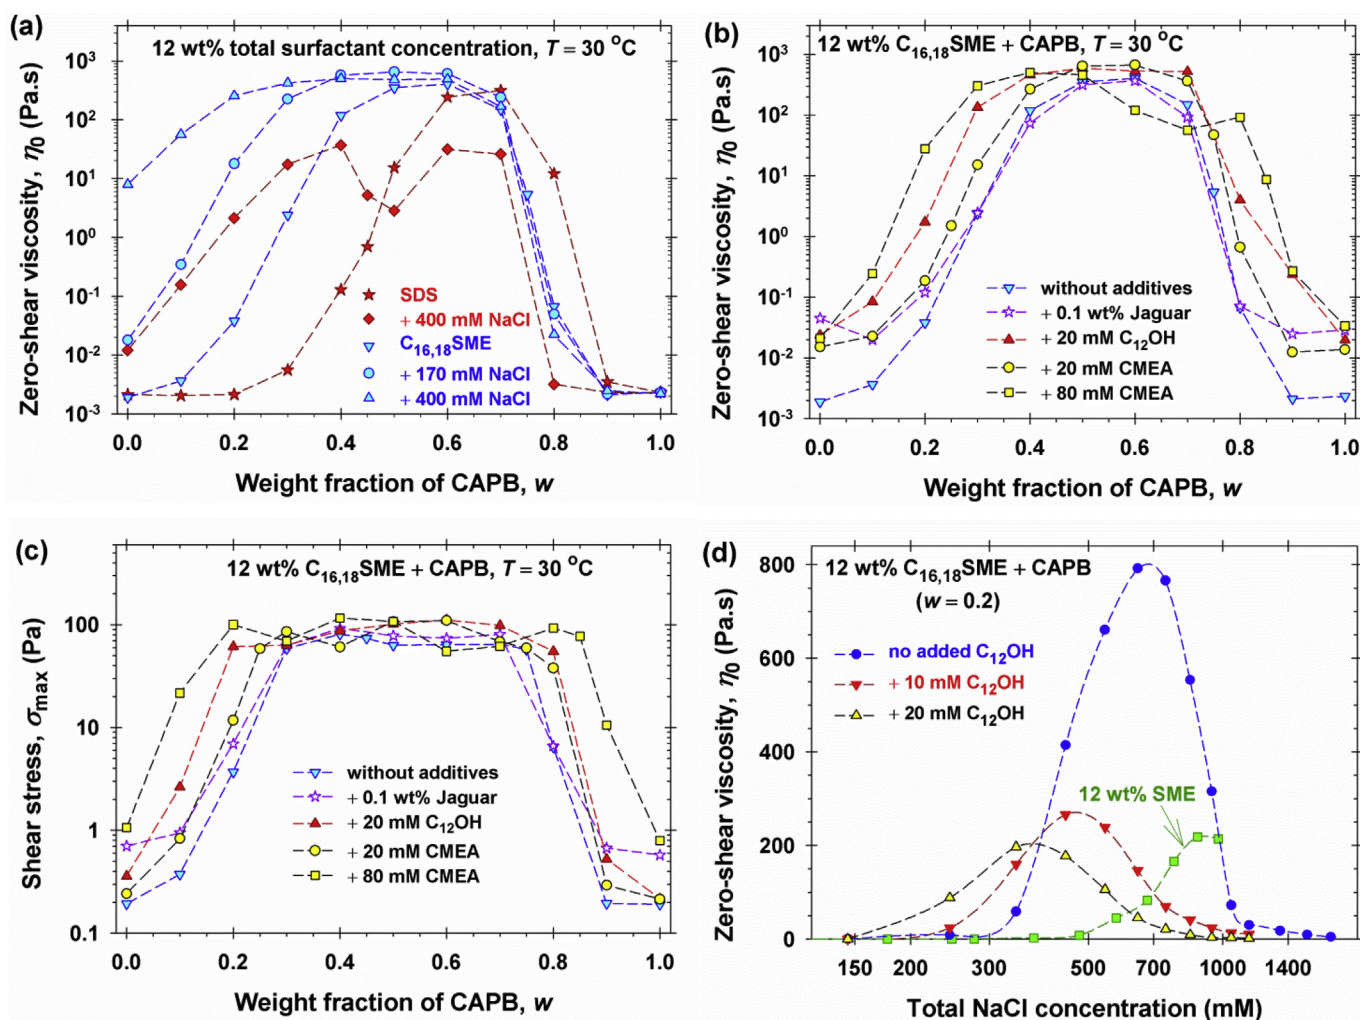 (a)
12 wt% total surfactant concentration, T = 30 °C
Zero-shear viscosity, η₀ (Pa.s)
10³
10²
10¹
10⁰
10⁻¹
10⁻²
10⁻³
SDS
+ 400 mM NaCl
C₁₆,₁₈SME
+ 170 mM NaCl
+ 400 mM NaCl
0.0 0.2 0.4 0.6 0.8 1.0
Weight fraction of CAPB, w
(b)
12 wt% C₁₆,₁₈SME + CAPB, T = 30 °C
Zero-shear viscosity, η₀ (Pa.s)
10³
10²
10¹
10⁰
10⁻¹
10⁻²
10⁻³
without additives
+ 0.1 wt% Jaguar
+ 20 mM C₁₂OH
+ 20 mM CMEA
+ 80 mM CMEA
0.0 0.2 0.4 0.6 0.8 1.0
Weight fraction of CAPB, w
(c)
12 wt% C₁₆,₁₈SME + CAPB, T = 30 °C
Shear stress, σmax (Pa)
100
10
1
0.1
without additives
+ 0.1 wt% Jaguar
+ 20 mM C₁₂OH
+ 20 mM CMEA
+ 80 mM CMEA
0.0 0.2 0.4 0.6 0.8 1.0
Weight fraction of CAPB, w
(d)
12 wt% C₁₆,₁₈SME + CAPB
(w = 0.2)
Zero-shear viscosity, η₀ (Pa.s)
800
600
400
200
0
no added C₁₂OH
+ 10 mM C₁₂OH
+ 20 mM C₁₂OH
12 wt% SME
150 200 300 500 700 1000 1400
Total NaCl concentration (mM)